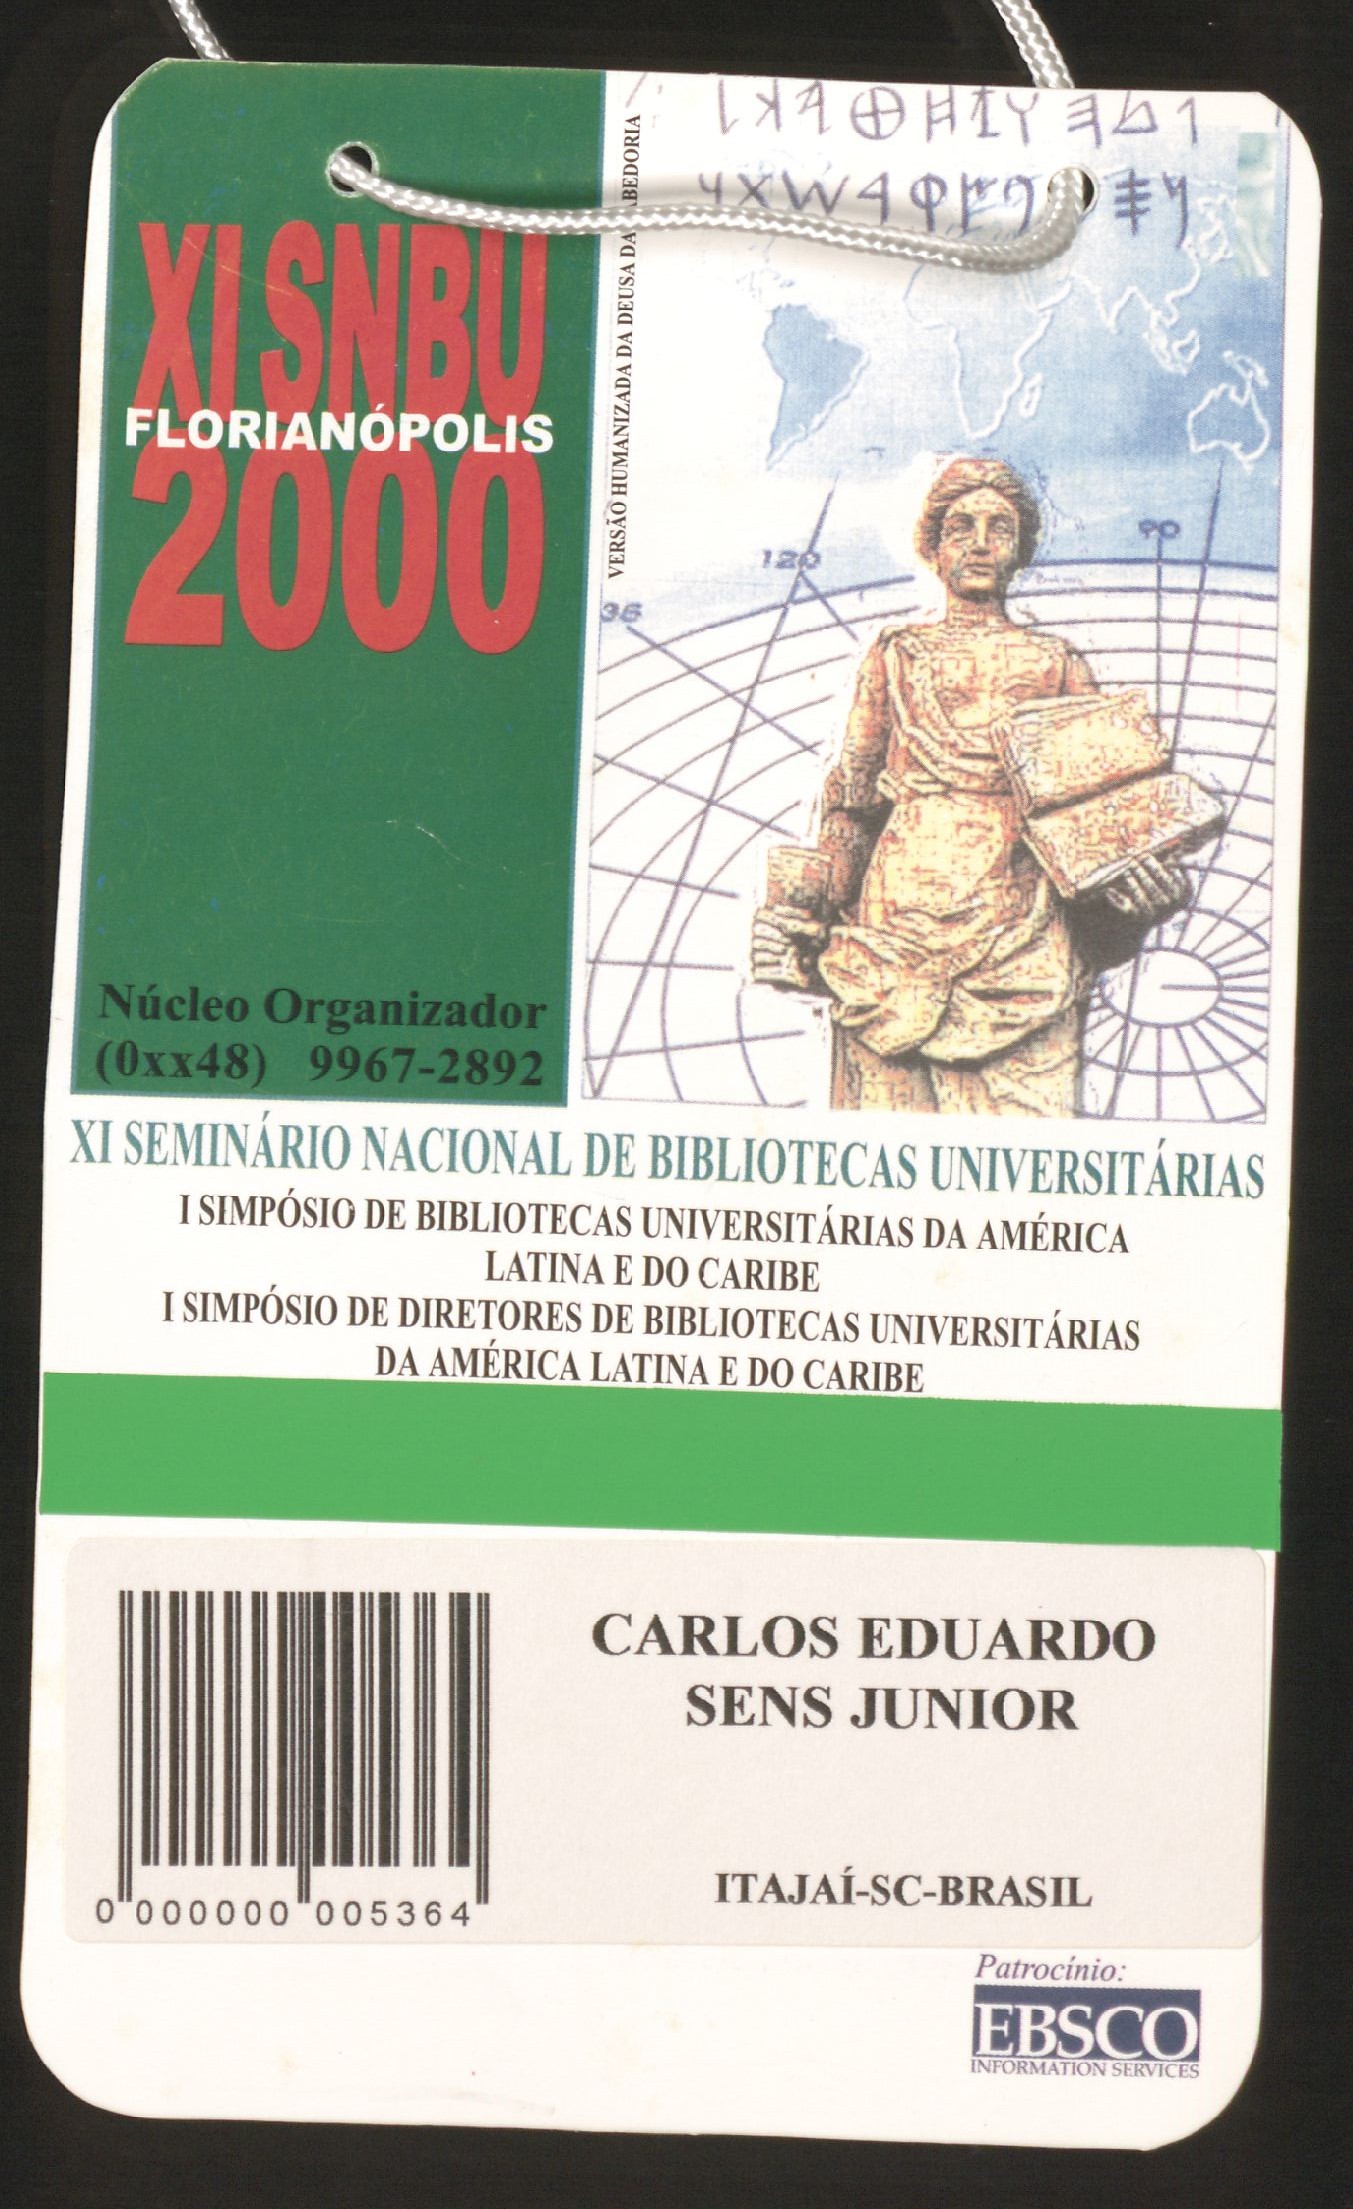 XI SNBU
FLORIANÓPOLIS
2000
Núcleo Organizador
(0xx48) 9967-2892
VERSÃO HUMANIZADA DA DEUSA DA ABEDORIA
120
90
XI SEMINÁRIO NACIONAL DE BIBLIOTECAS UNIVERSITÁRIAS
I SIMPÓSIO DE BIBLIOTECAS UNIVERSITÁRIAS DA AMÉRICA
LATINA E DO CARIBE
I SIMPÓSIO DE DIRETORES DE BIBLIOTECAS UNIVERSITÁRIAS
DA AMÉRICA LATINA E DO CARIBE
CARLOS EDUARDO
SENS JUNIOR
ITAJAÍ-SC-BRASIL
0 000000 005364
Patrocínio:
EBSCO
INFORMATION SERVICES